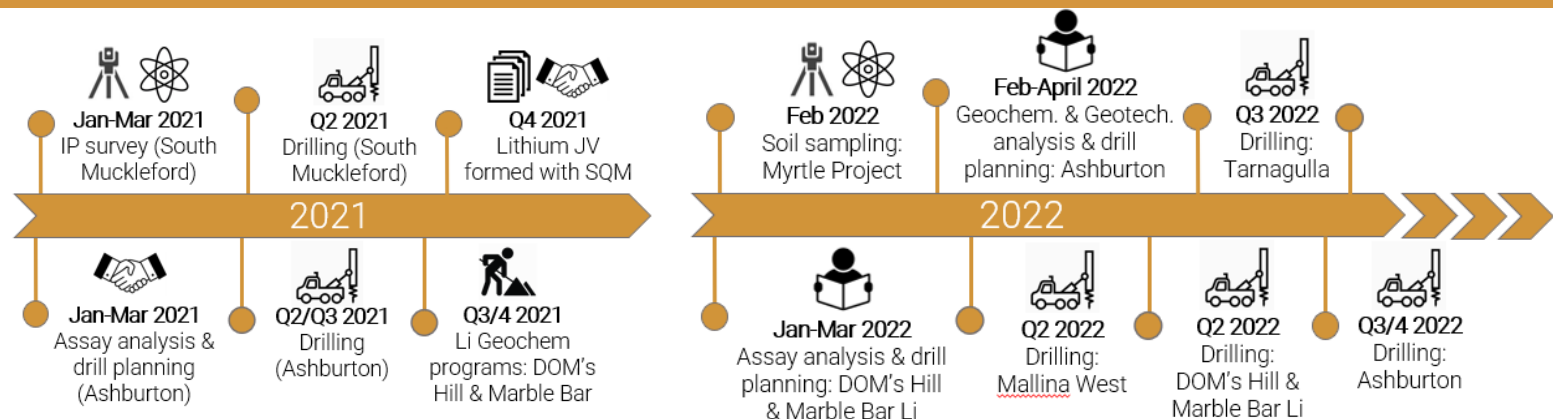 Jan-Mar 2021
IP survey (South
Muckleford)
Q2 2021
Drilling (South
Muckleford)
Q4 2021
Lithium JV
formed with SQM
2021
Jan-Mar 2021
Assay analysis &
drill planning
(Ashburton)
Q2/Q3 2021
Drilling
(Ashburton)
Q3/4 2021
Li Geochem
programs: DOM's
Hill & Marble Bar
Feb 2022
Soil sampling:
Myrtle Project
Feb-April 2022
Geochem. & Geotech.
analysis & drill
planning: Ashburton
Q3 2022
Drilling:
Tarnagulla
2022
Jan-Mar 2022
Assay analysis & drill
planning: DOM's Hill
& Marble Bar Li
Q2 2022
Drilling:
Mallina West
Q2 2022
Drilling:
DOM's Hill &
Marble Bar Li
Q3/4 2022
Drilling:
Ashburton